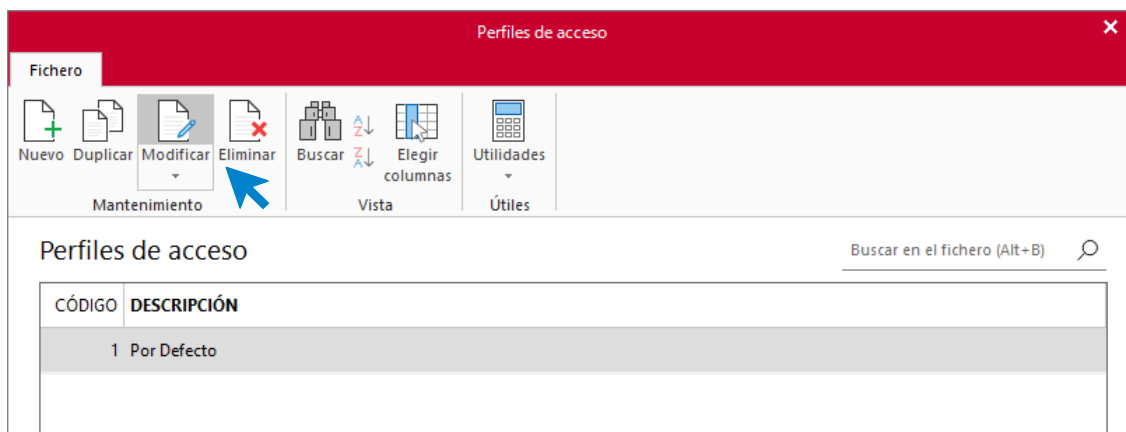 Perfiles de acceso
Fichero
Nuevo Duplicar Modificar Eliminar Buscar Elegir columnas Utilidades
Mantenimiento Vista Útiles
Perfiles de acceso
Buscar en el fichero (Alt+B)
CÓDIGO DESCRIPCIÓN
1 Por Defecto